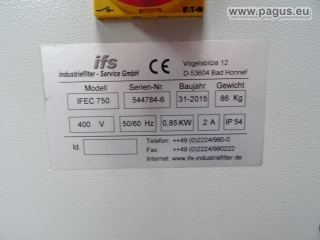 www.pagus.eu
EATON
ifs
Industriefilter - Service GmbH
CE
Vogelsbitze 12
D-53604 Bad Honnef
Modell Serien-Nr. Baujahr Gewicht
IFEC 750 544784-6 31-2015 86 Kg
400 V 50/60 Hz 0,85 KW 2 A IP 54
Id.:
Telefon: ++49 (0)2224/980-0
Fax: ++49 (0)2224/980222
Internet: www.ifs-industriefilter.de